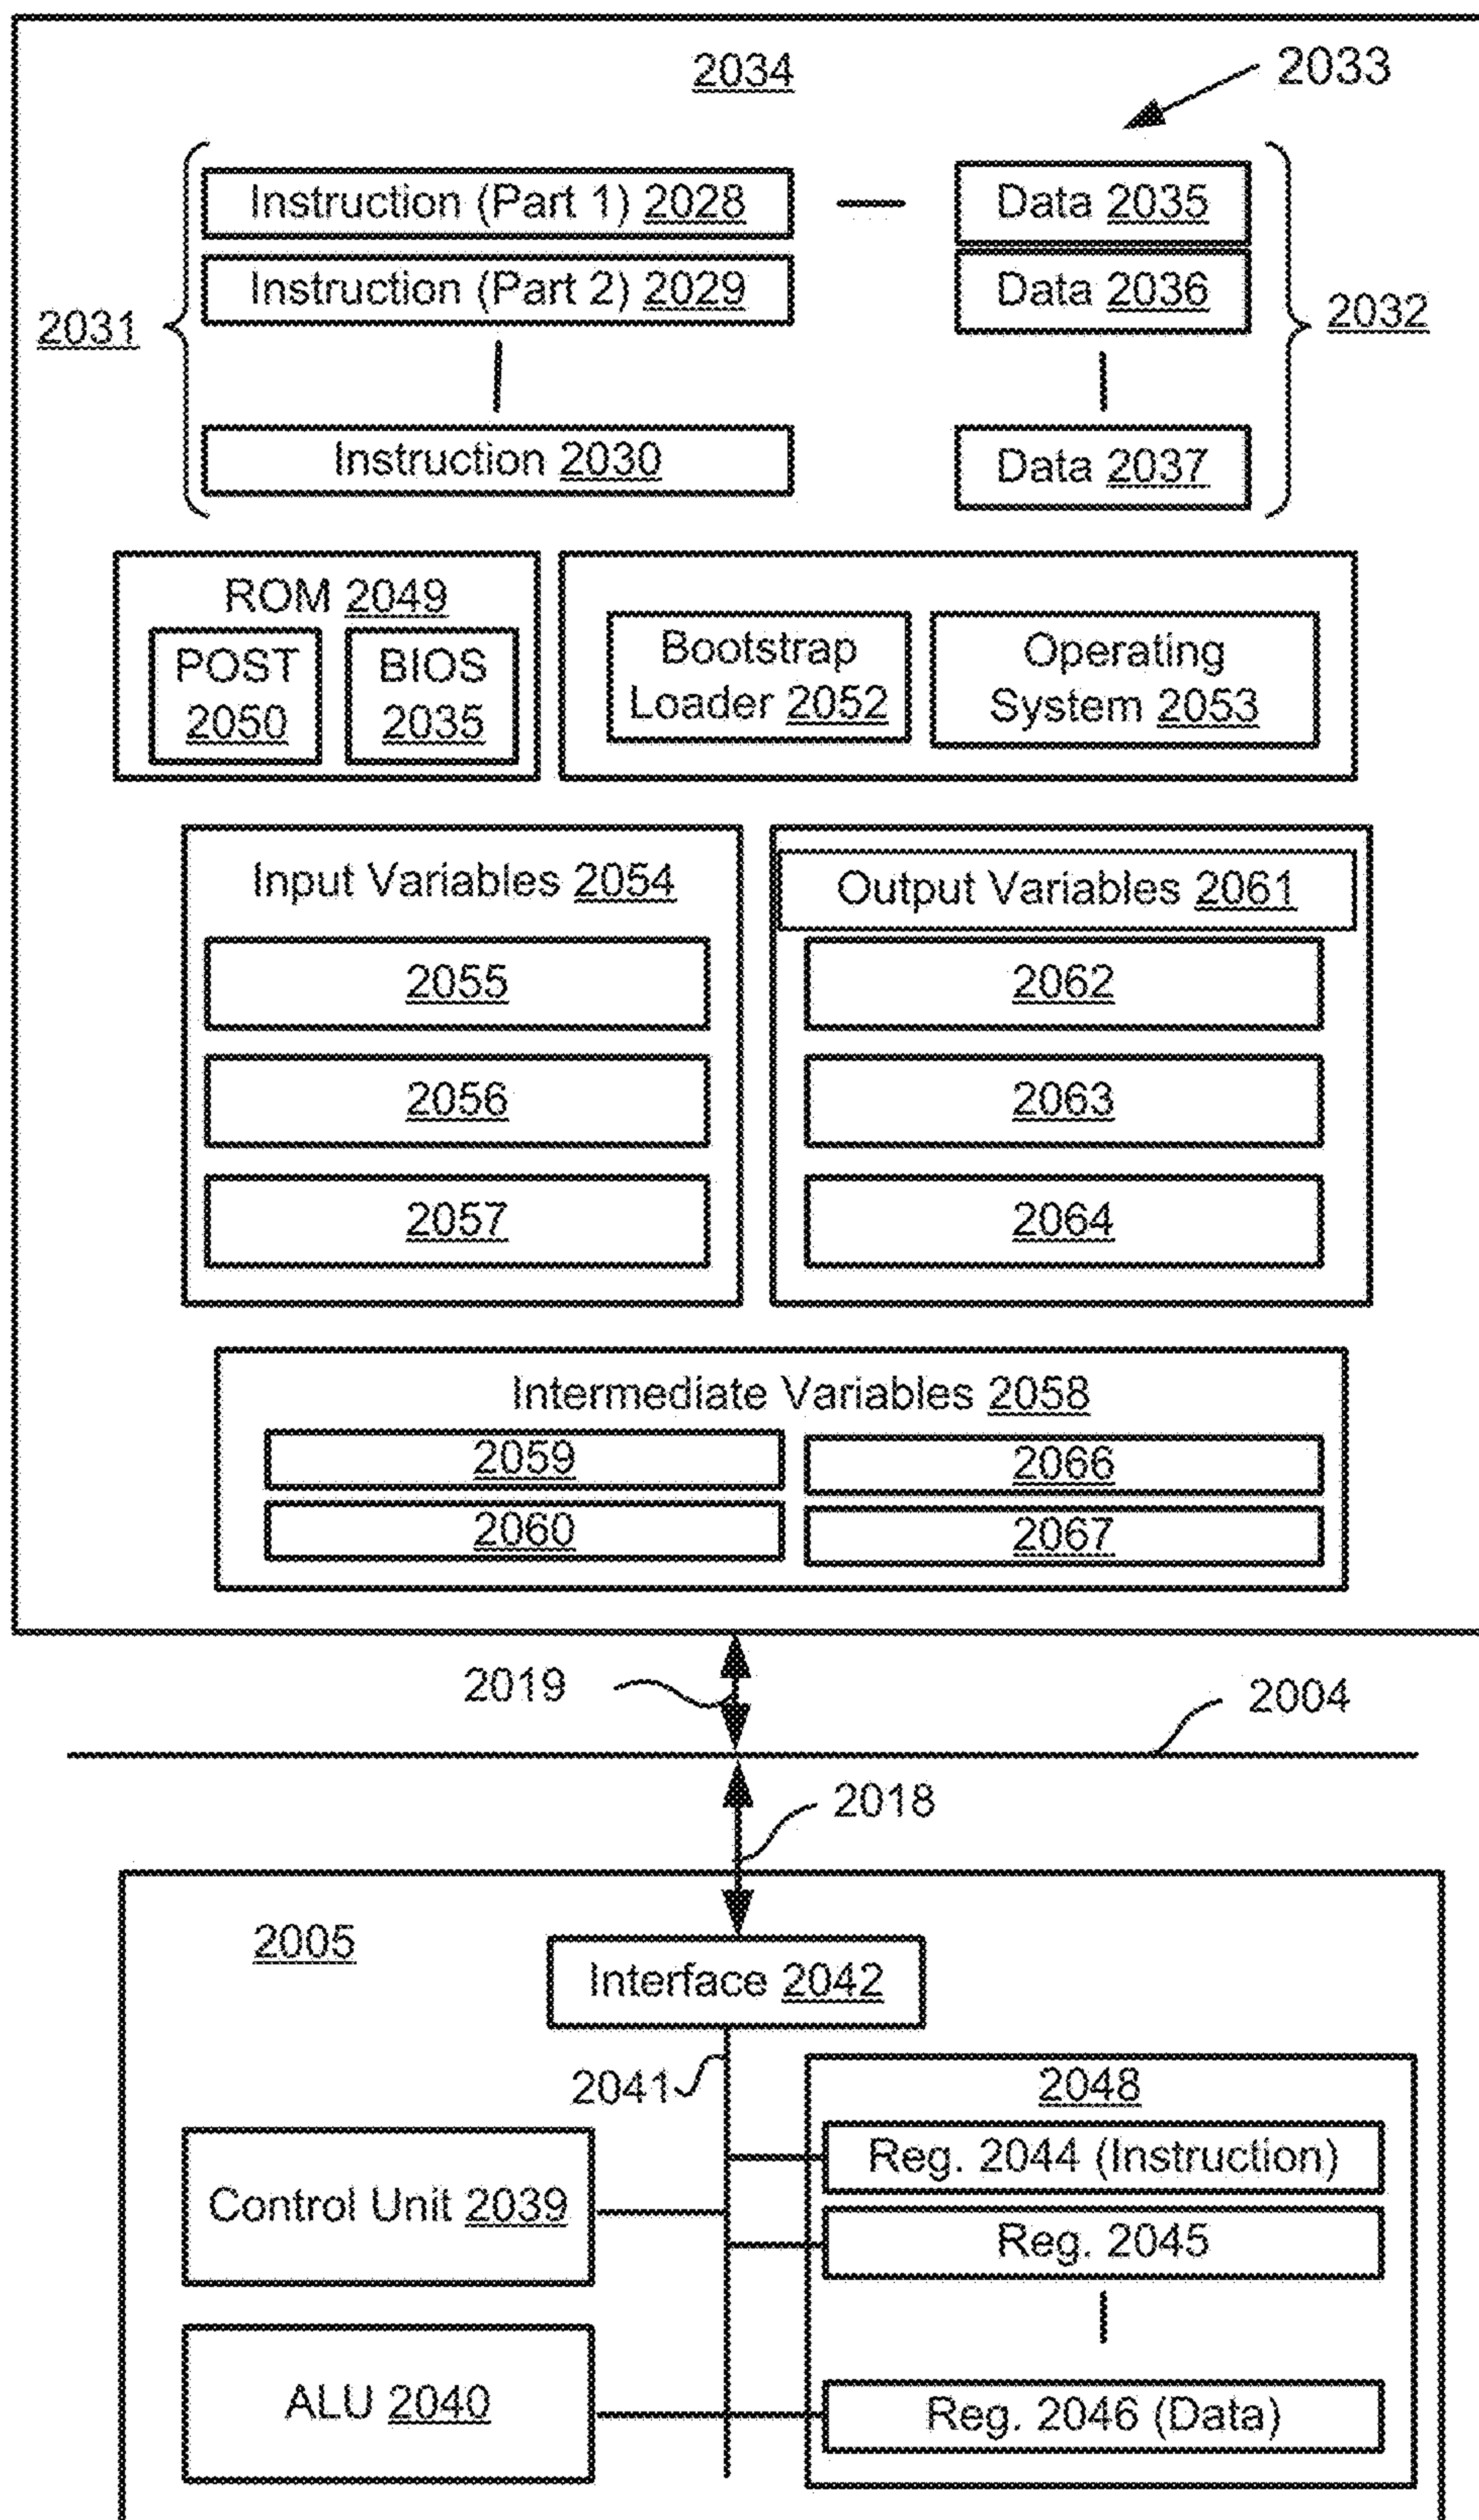 2034
2033
Instruction (Part 1) 2028
Data 2035
Instruction (Part 2) 2029
Data 2036
2031
2032
Instruction 2030
Data 2037
ROM 2049
POST
2050
BIOS
2035
Bootstrap
Loader 2052
Operating
System 2053
Input Variables 2054
2055
2056
2057
Output Variables 2061
2062
2063
2064
Intermediate Variables 2058
2059
2066
2060
2067
2019
2004
2018
2005
Interface 2042
2041
2048
Reg. 2044 (Instruction)
Control Unit 2039
Reg. 2045
ALU 2040
Reg. 2046 (Data)